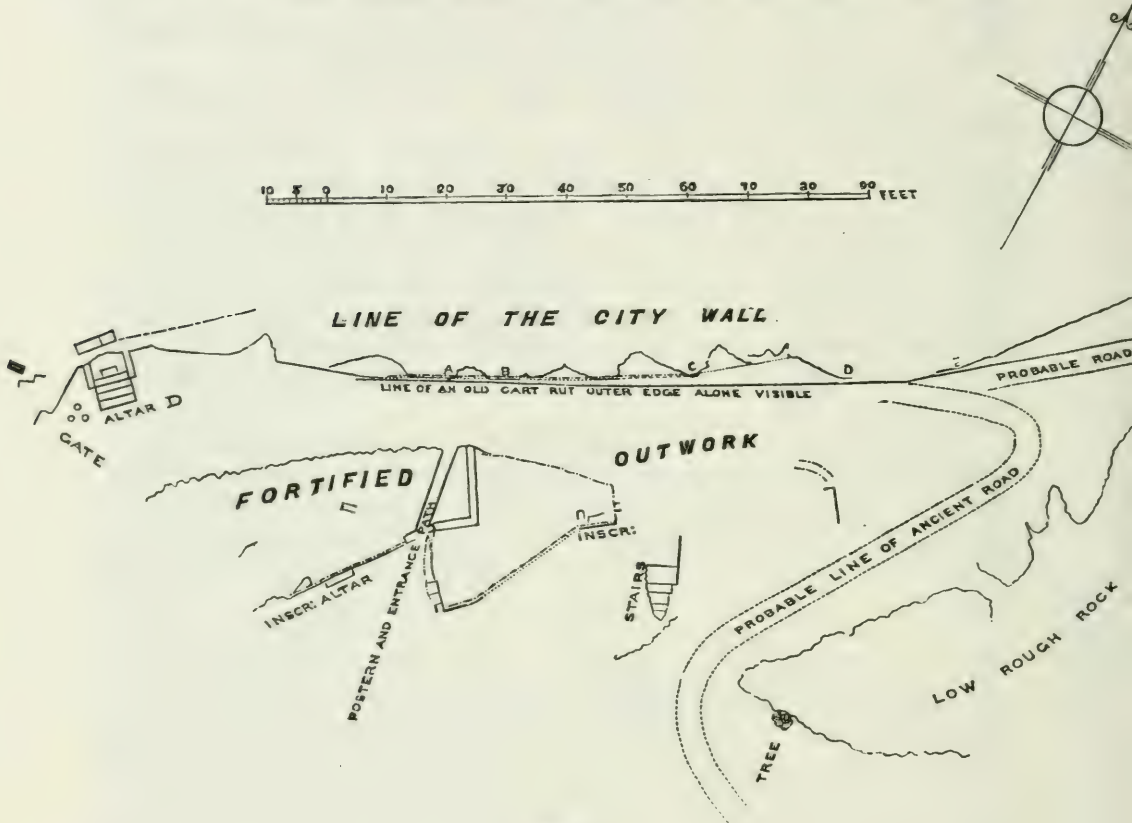 N
10 5 0 10 20 30 40 50 60 70 80 90 FEET
LINE OF THE CITY WALL
A B C D E
LINE OF AN OLD CART RUT OUTER EDGE ALONE VISIBLE
PROBABLE ROAD
ALTAR D
GATE
FORTIFIED OUTWORK
INSCR:
INSCR: ALTAR
POSTERN AND ENTRANCE PATH
STAIRS
PROBABLE LINE OF ANCIENT ROAD
LOW ROUGH ROCK
TREE